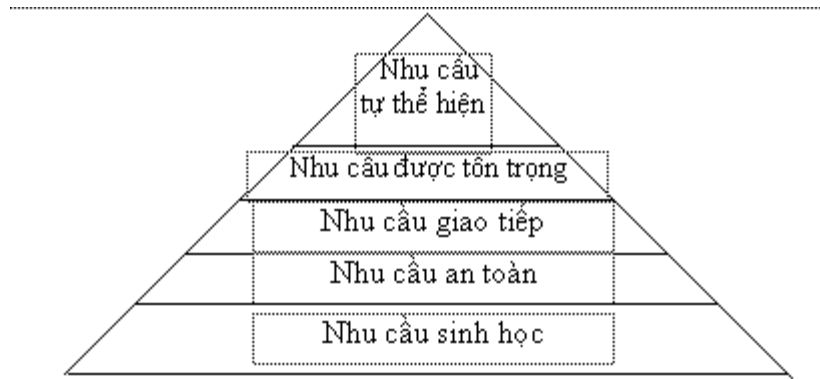 Nhu cầu
tự thể hiện
Nhu cầu được tôn trọng
Nhu cầu giao tiếp
Nhu cầu an toàn
Nhu cầu sinh học